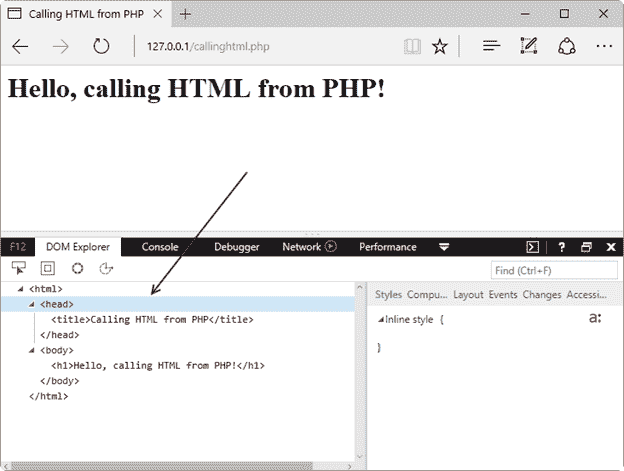 Calling HTML from PHP
127.0.0.1/callinghtml.php
Hello, calling HTML from PHP!
F12 DOM Explorer Console Debugger Network Performance ?
Find (Ctrl+F)
<html>
<head>
<title>Calling HTML from PHP</title>
</head>
<body>
<h1>Hello, calling HTML from PHP!</h1>
</body>
</html>
Styles Compu... Layout Events Changes Accessi...
Inline style {
a:
}